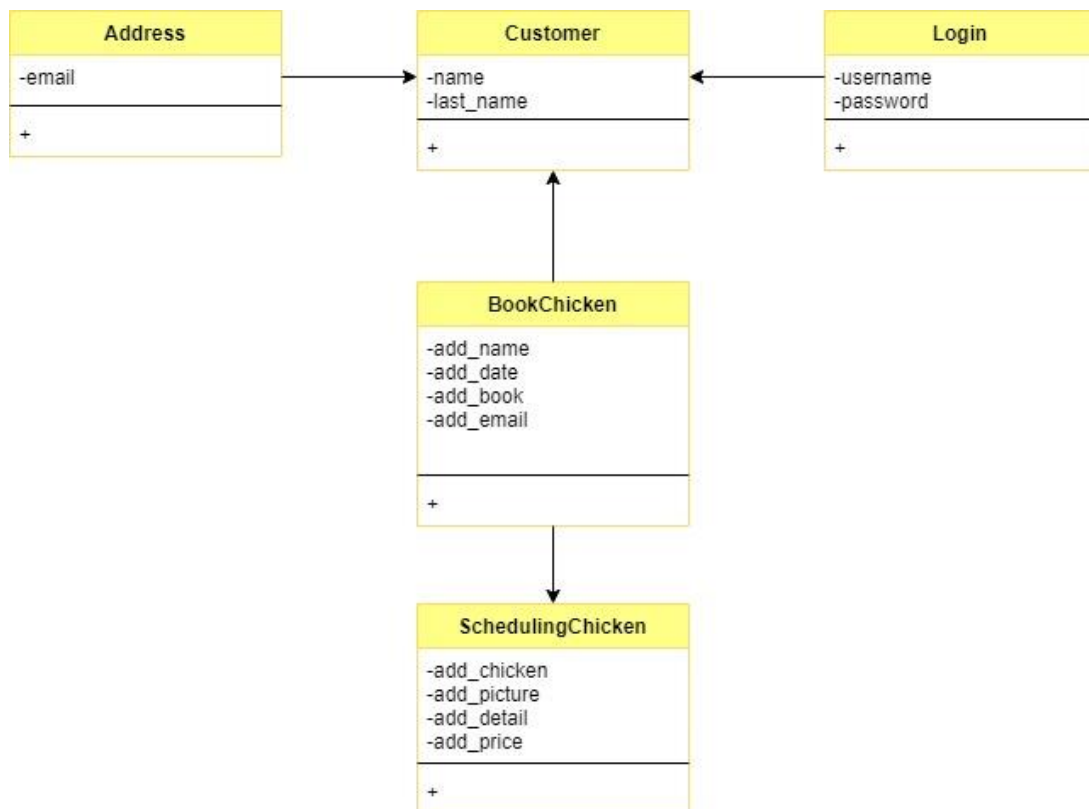 Address
-email
+
Customer
-name
-last_name
+
Login
-username
-password
+
BookChicken
-add_name
-add_date
-add_book
-add_email
+
SchedulingChicken
-add_chicken
-add_picture
-add_detail
-add_price
+